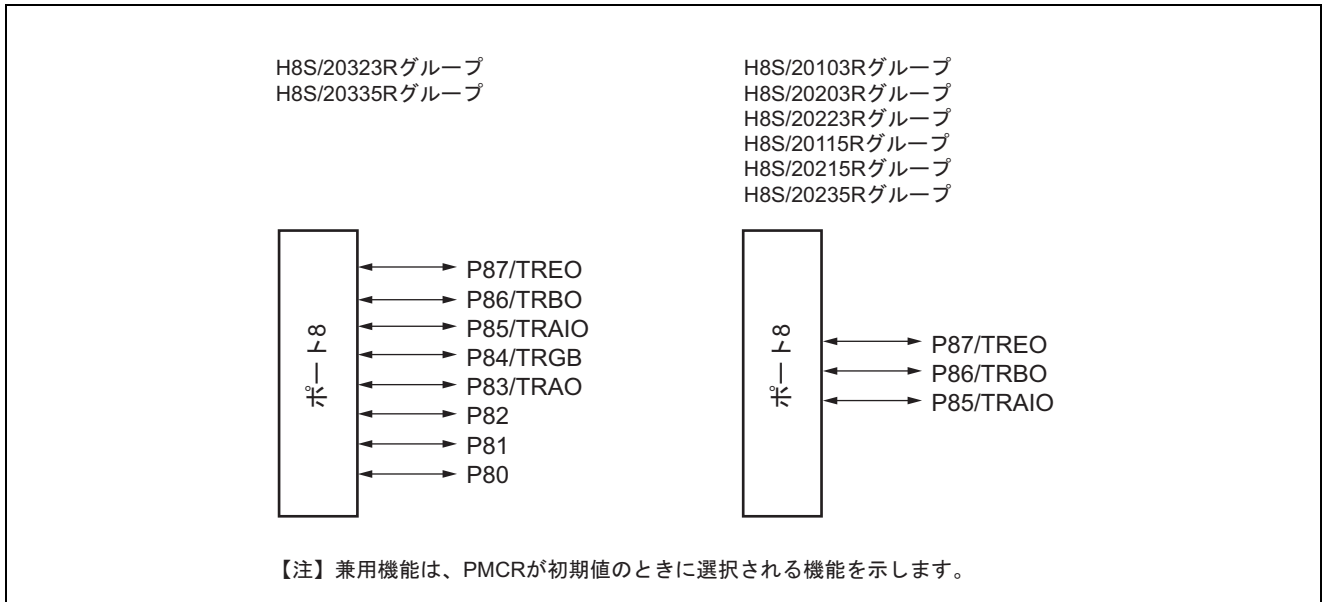 H8S/20323Rグループ
H8S/20335Rグループ
ポート8
P87/TREO
P86/TRBO
P85/TRAIO
P84/TRGB
P83/TRAO
P82
P81
P80
H8S/20103Rグループ
H8S/20203Rグループ
H8S/20223Rグループ
H8S/20115Rグループ
H8S/20215Rグループ
H8S/20235Rグループ
ポート8
P87/TREO
P86/TRBO
P85/TRAIO
【注】兼用機能は、PMCRが初期値のときに選択される機能を示します。